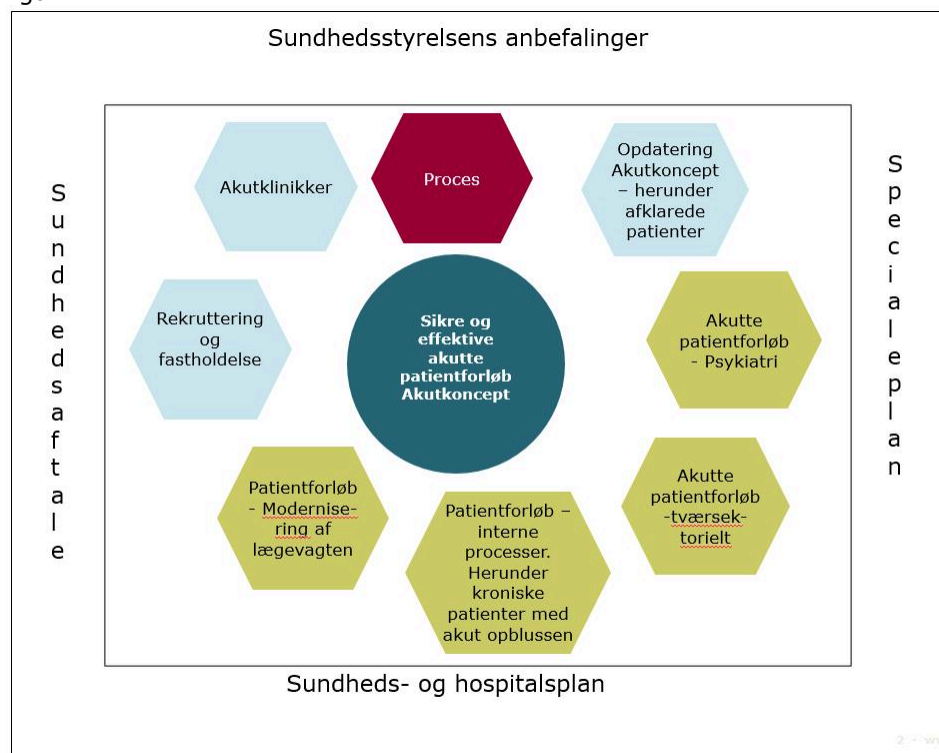 Sundhedsstyrelsens anbefalinger
Sundhedsaftale
Specialeplan
Akutklinikker
Proces
Opdatering
Akutkoncept
– herunder
afklarede
patienter
Rekruttering
og
fastholdelse
Sikre og
effektive
akutte
patientforløb
Akutkoncept
Akutte
patientforløb
- Psykiatri
Patientforløb
- Modernise-
ring af
lægevagten
Patientforløb –
interne
processer.
Herunder
kroniske
patienter med
akut opblussen
Akutte
patientforløb
-tværsek-
torielt
Sundheds- og hospitalsplan